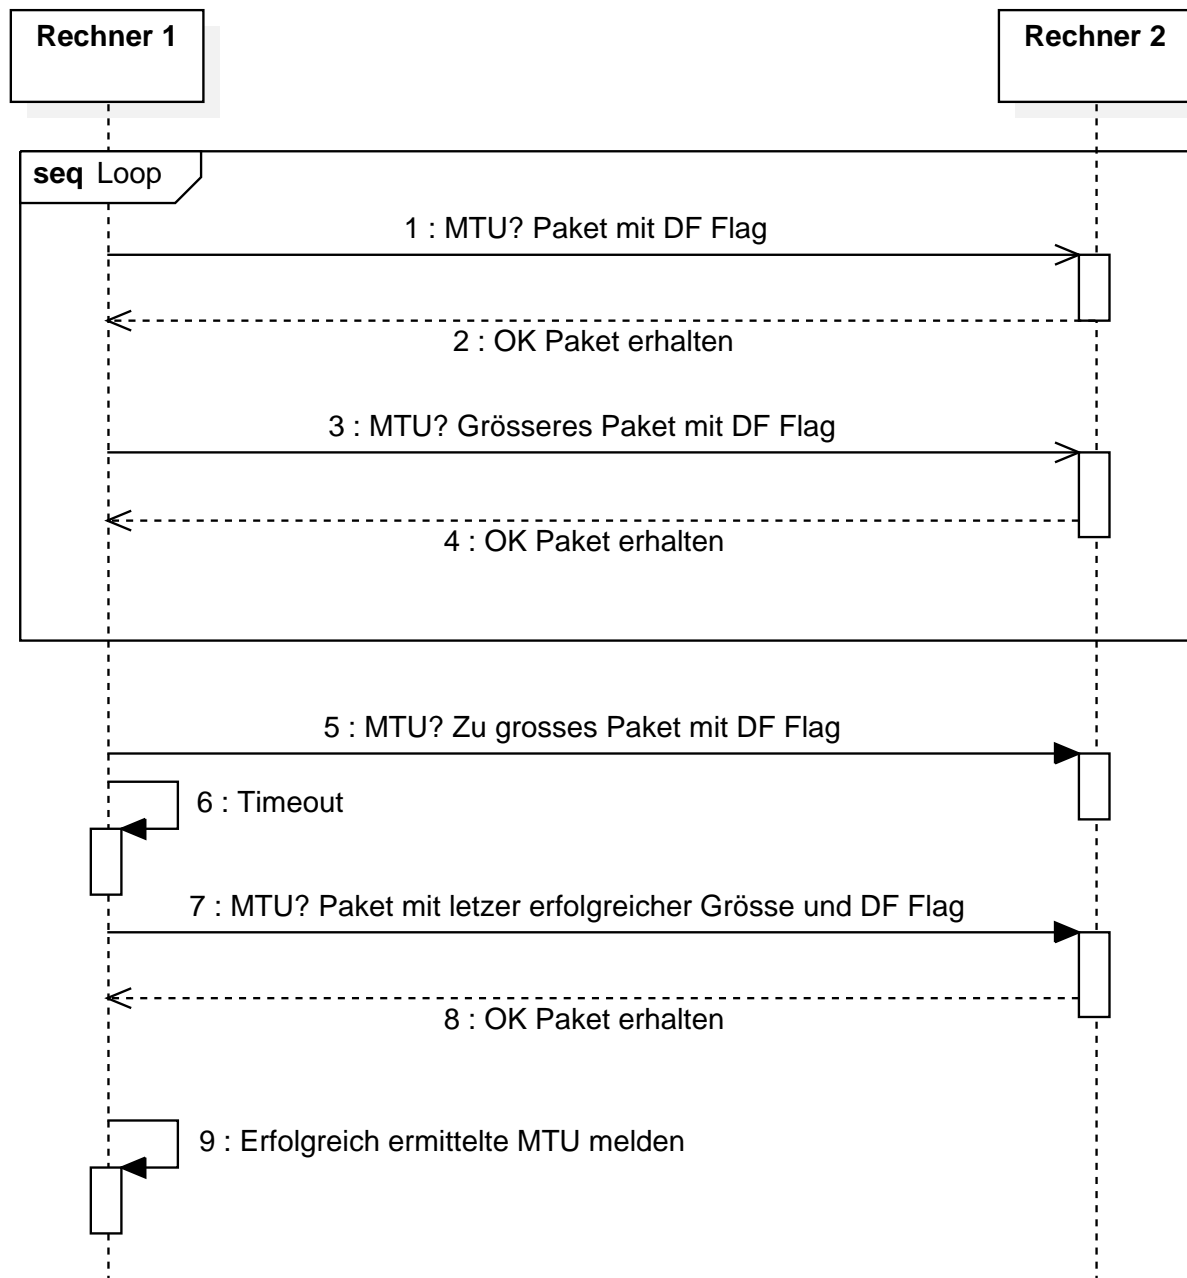 Rechner 1
Rechner 2
seq Loop
1 : MTU? Paket mit DF Flag
2 : OK Paket erhalten
3 : MTU? Grösseres Paket mit DF Flag
4 : OK Paket erhalten
5 : MTU? Zu grosses Paket mit DF Flag
6 : Timeout
7 : MTU? Paket mit letzer erfolgreicher Grösse und DF Flag
8 : OK Paket erhalten
9 : Erfolgreich ermittelte MTU melden